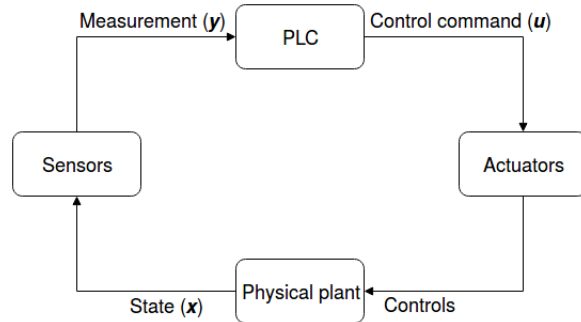 Measurement (y)
PLC
Control command (u)
Sensors
Actuators
State (x)
Physical plant
Controls